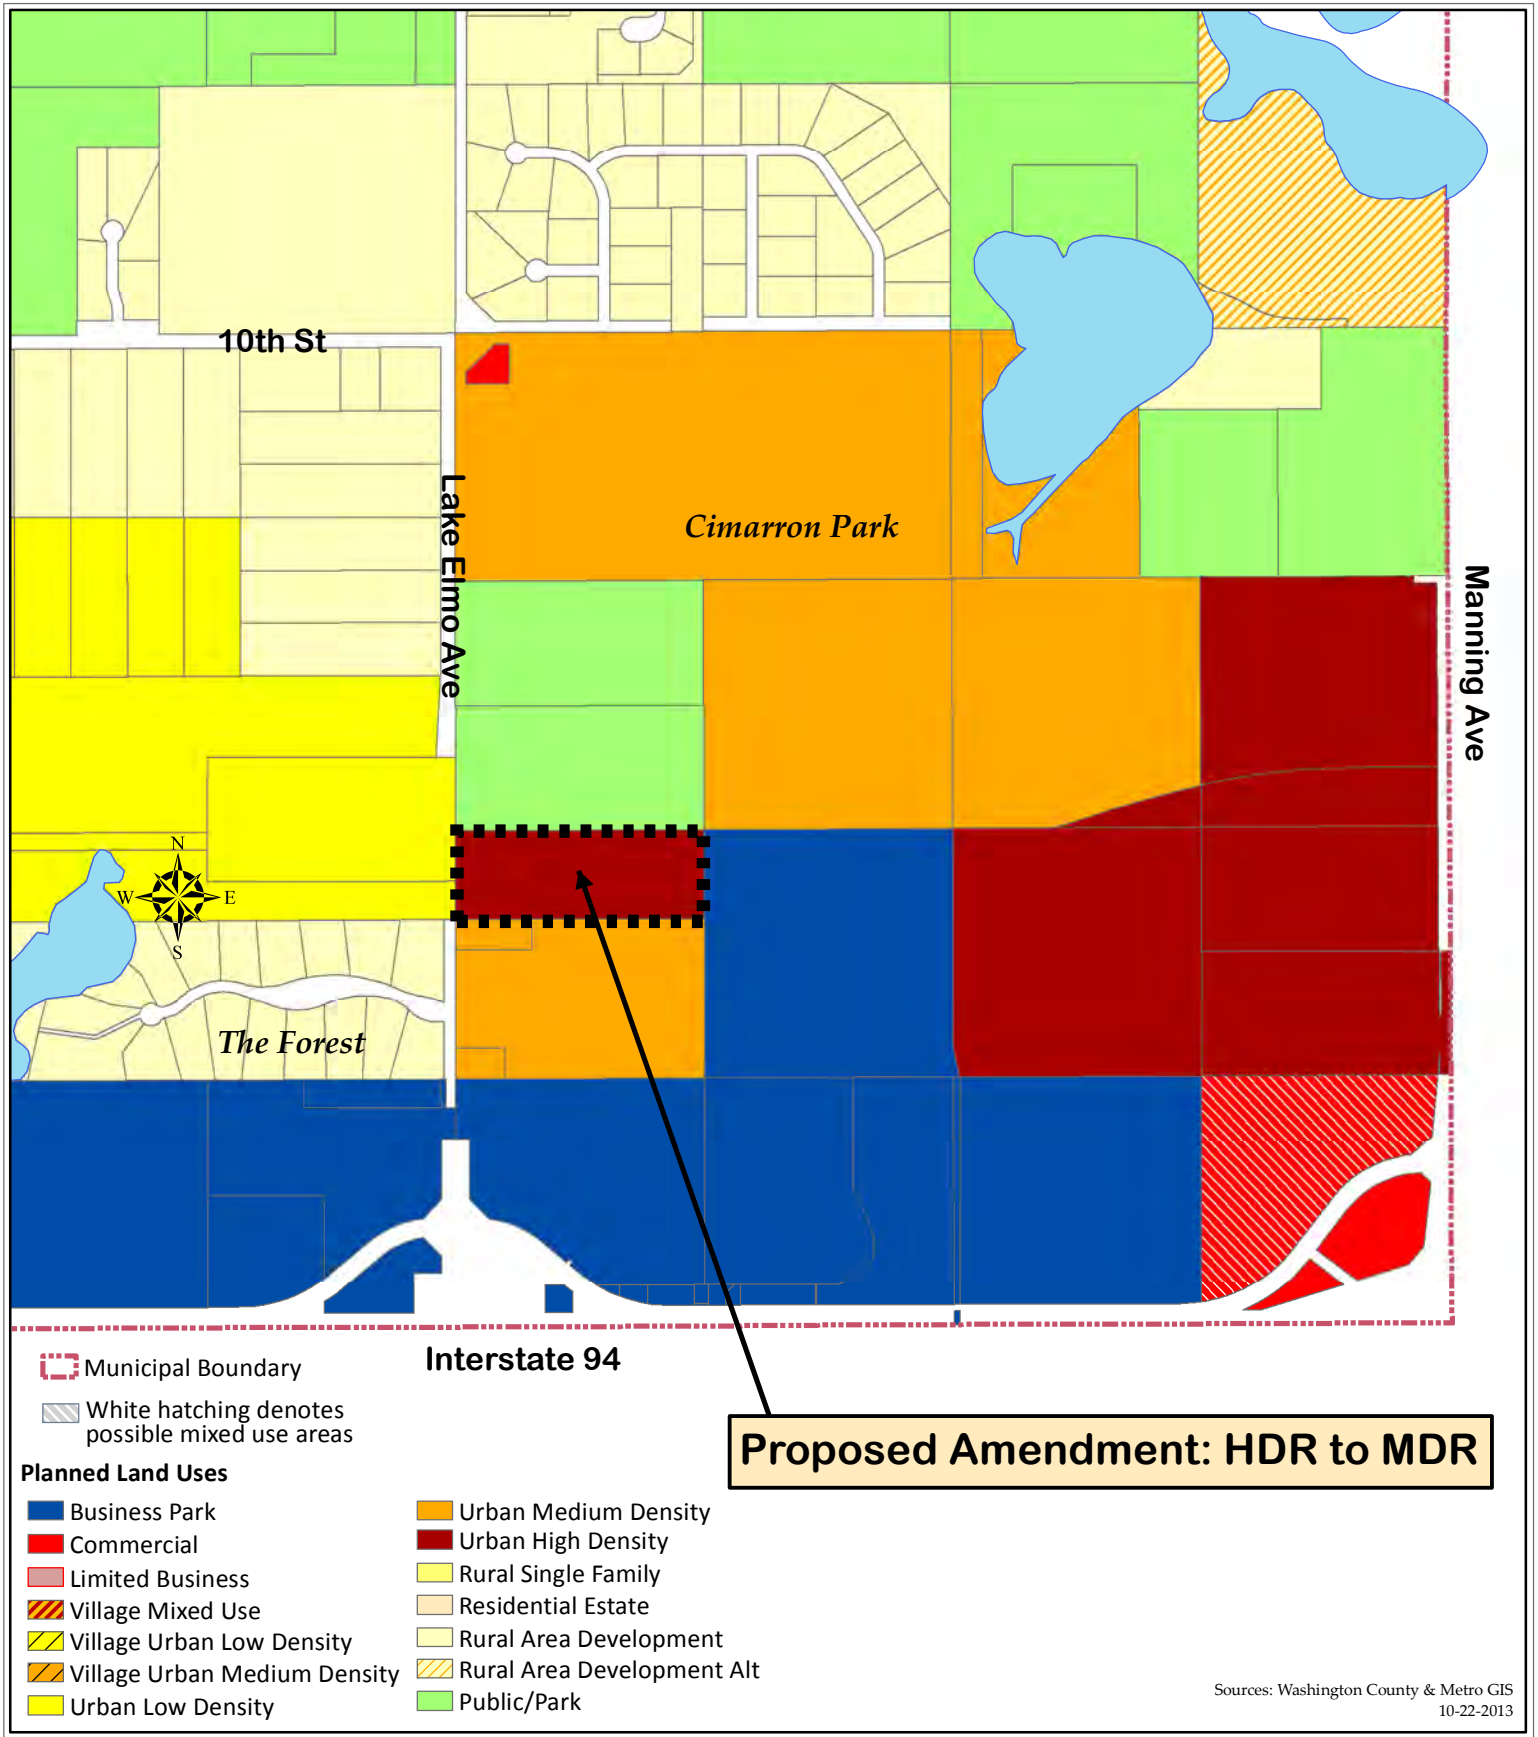 10th St
Lake Elmo Ave
Cimarron Park
Manning Ave
N
W E
S
The Forest
Interstate 94
Municipal Boundary
White hatching denotes
possible mixed use areas
Proposed Amendment: HDR to MDR
Planned Land Uses
Business Park
Commercial
Limited Business
Village Mixed Use
Village Urban Low Density
Village Urban Medium Density
Urban Low Density
Urban Medium Density
Urban High Density
Rural Single Family
Residential Estate
Rural Area Development
Rural Area Development Alt
Public/Park
Sources: Washington County & Metro GIS
10-22-2013